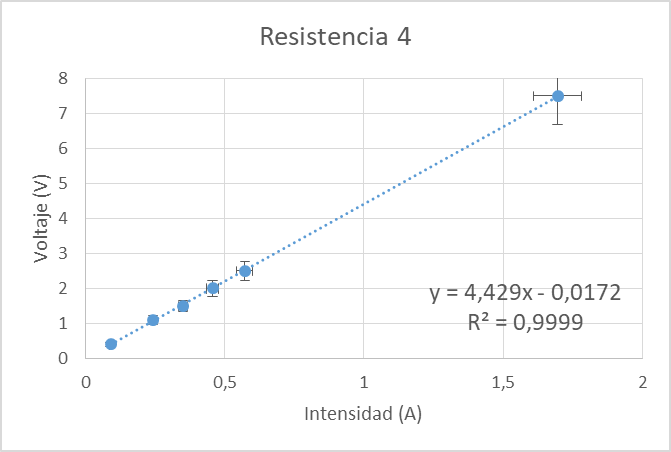 Resistencia 4
8
7
6
5
4
3
2
1
0
Voltaje (V)
y = 4,429x - 0,0172
R² = 0,9999
0 0,5 1 1,5 2
Intensidad (A)